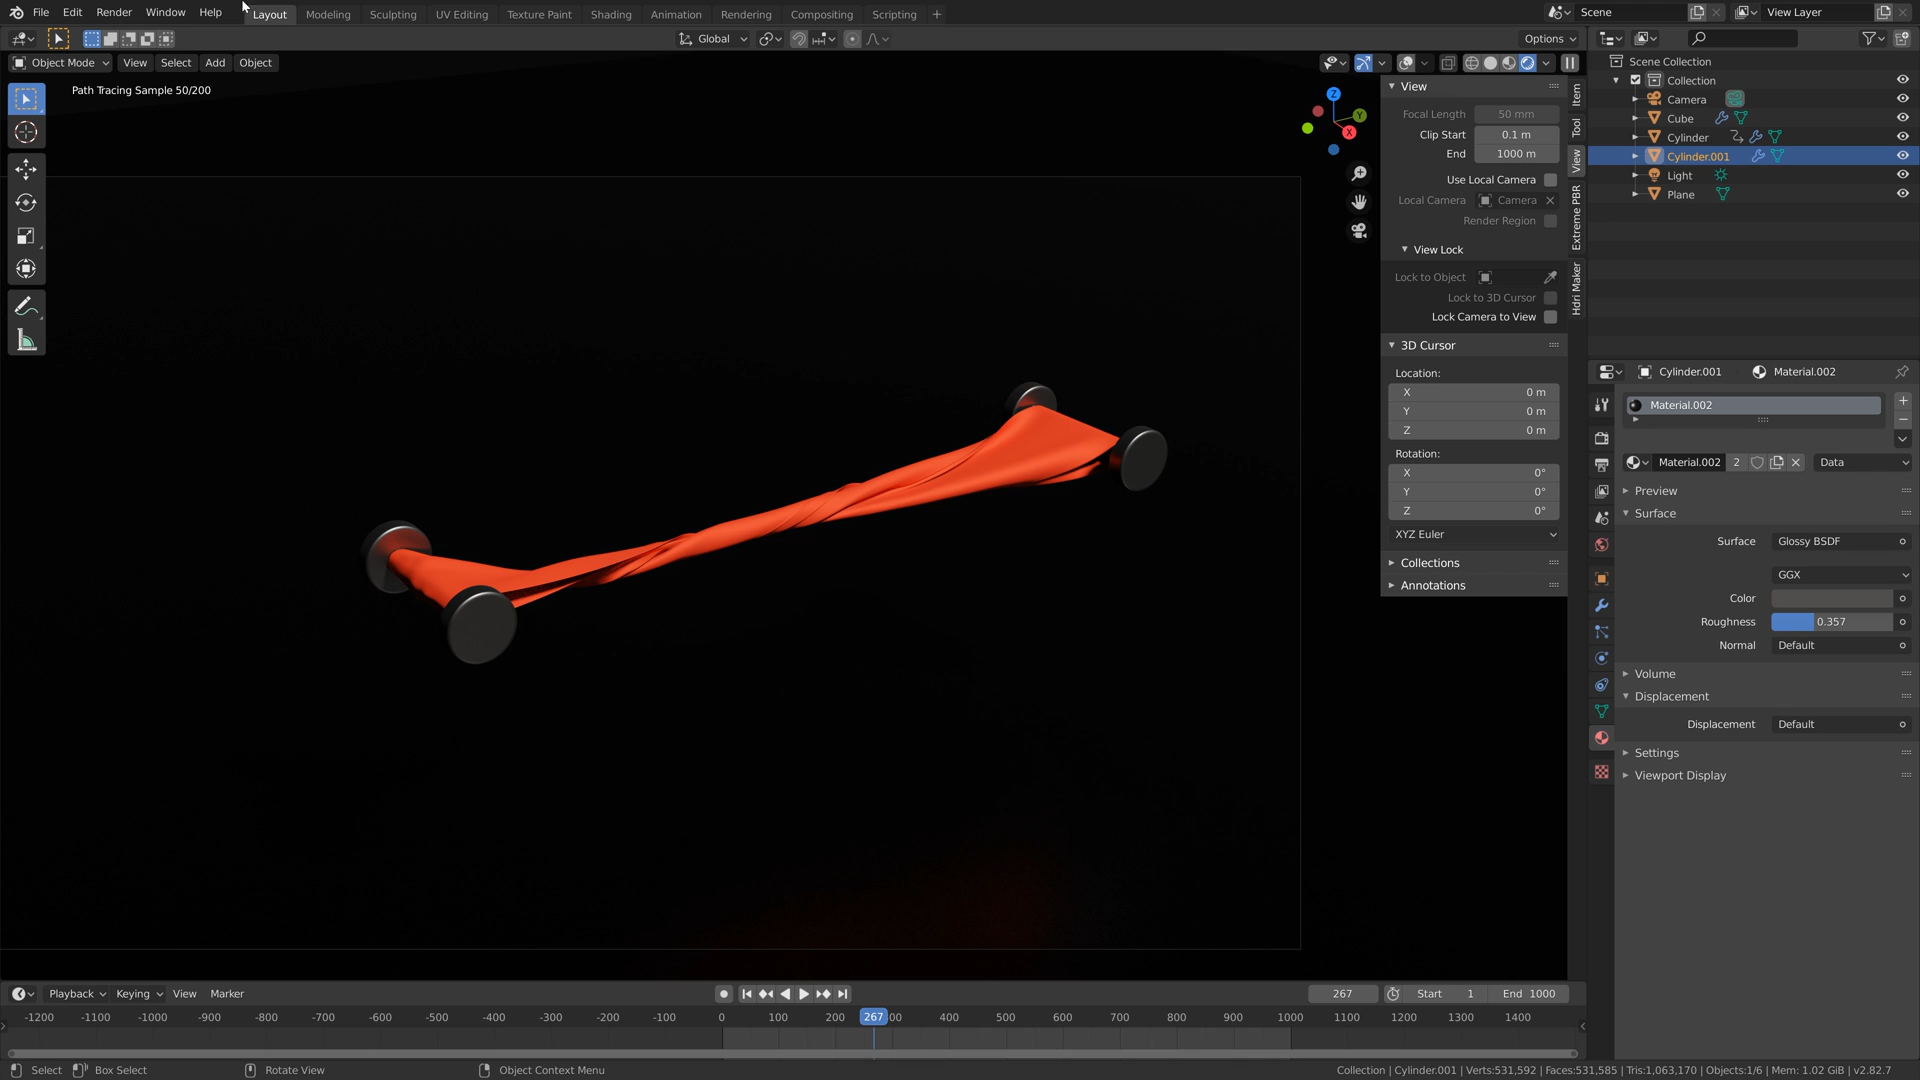 File Edit Render Window Help Layout Modeling Sculpting UV Editing Texture Paint Shading Animation Rendering Compositing Scripting + Scene View Layer
Global Options
Object Mode View Select Add Object
Path Tracing Sample 50/200
Z
Y
X
View
Focal Length 50 mm
Clip Start 0.1 m
End 1000 m
Use Local Camera
Local Camera Camera
Render Region
View Lock
Lock to Object
Lock to 3D Cursor
Lock Camera to View
3D Cursor
Location:
X 0 m
Y 0 m
Z 0 m
Rotation:
X 0°
Y 0°
Z 0°
XYZ Euler
Collections
Annotations
Item
Tool
View
Extreme PBR
Hdri Maker
Scene Collection
Collection
Camera
Cube
Cylinder
Cylinder.001
Light
Plane
Cylinder.001 Material.002
Material.002
Material.002 2 Data
Preview
Surface
Surface Glossy BSDF
GGX
Color
Roughness 0.357
Normal Default
Volume
Displacement
Displacement Default
Settings
Viewport Display
Playback Keying View Marker 267 Start 1 End 1000
-1200 -1100 -1000 -900 -800 -700 -600 -500 -400 -300 -200 -100 0 100 200 267 00 400 500 600 700 800 900 1000 1100 1200 1300 1400
Select Box Select Rotate View Object Context Menu Collection | Cylinder.001 | Verts:531,592 | Faces:531,585 | Tris:1,063,170 | Objects:1/6 | Mem: 1.02 GiB | v2.82.7